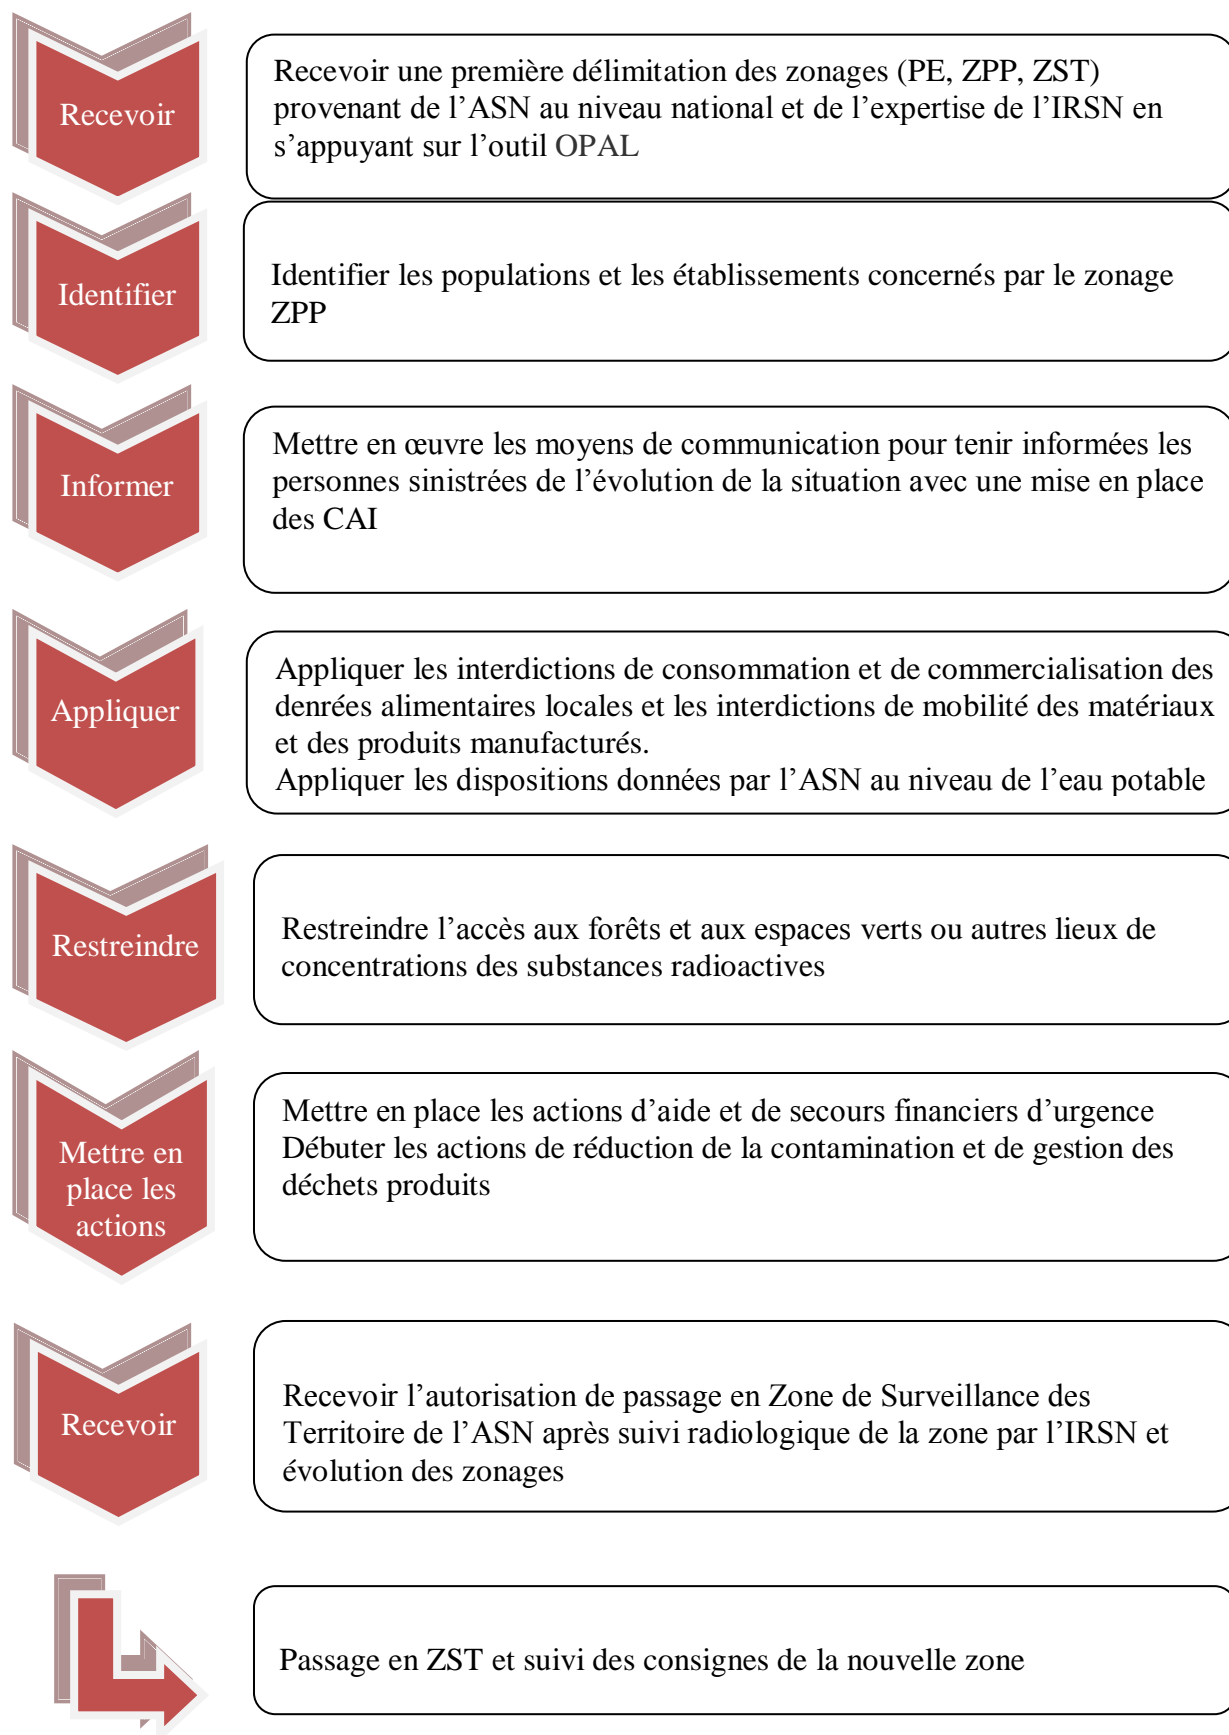 Recevoir
Recevoir une première délimitation des zonages (PE, ZPP, ZST)
provenant de l’ASN au niveau national et de l’expertise de l’IRSN en
s’appuyant sur l’outil OPAL
Identifier
Identifier les populations et les établissements concernés par le zonage
ZPP
Informer
Mettre en œuvre les moyens de communication pour tenir informées les
personnes sinistrées de l’évolution de la situation avec une mise en place
des CAI
Appliquer
Appliquer les interdictions de consommation et de commercialisation des
denrées alimentaires locales et les interdictions de mobilité des matériaux
et des produits manufacturés.
Appliquer les dispositions données par l’ASN au niveau de l’eau potable
Restreindre
Restreindre l’accès aux forêts et aux espaces verts ou autres lieux de
concentrations des substances radioactives
Mettre en
place les
actions
Mettre en place les actions d’aide et de secours financiers d’urgence
Débuter les actions de réduction de la contamination et de gestion des
déchets produits
Recevoir
Recevoir l’autorisation de passage en Zone de Surveillance des
Territoire de l’ASN après suivi radiologique de la zone par l’IRSN et
évolution des zonages
Passage en ZST et suivi des consignes de la nouvelle zone